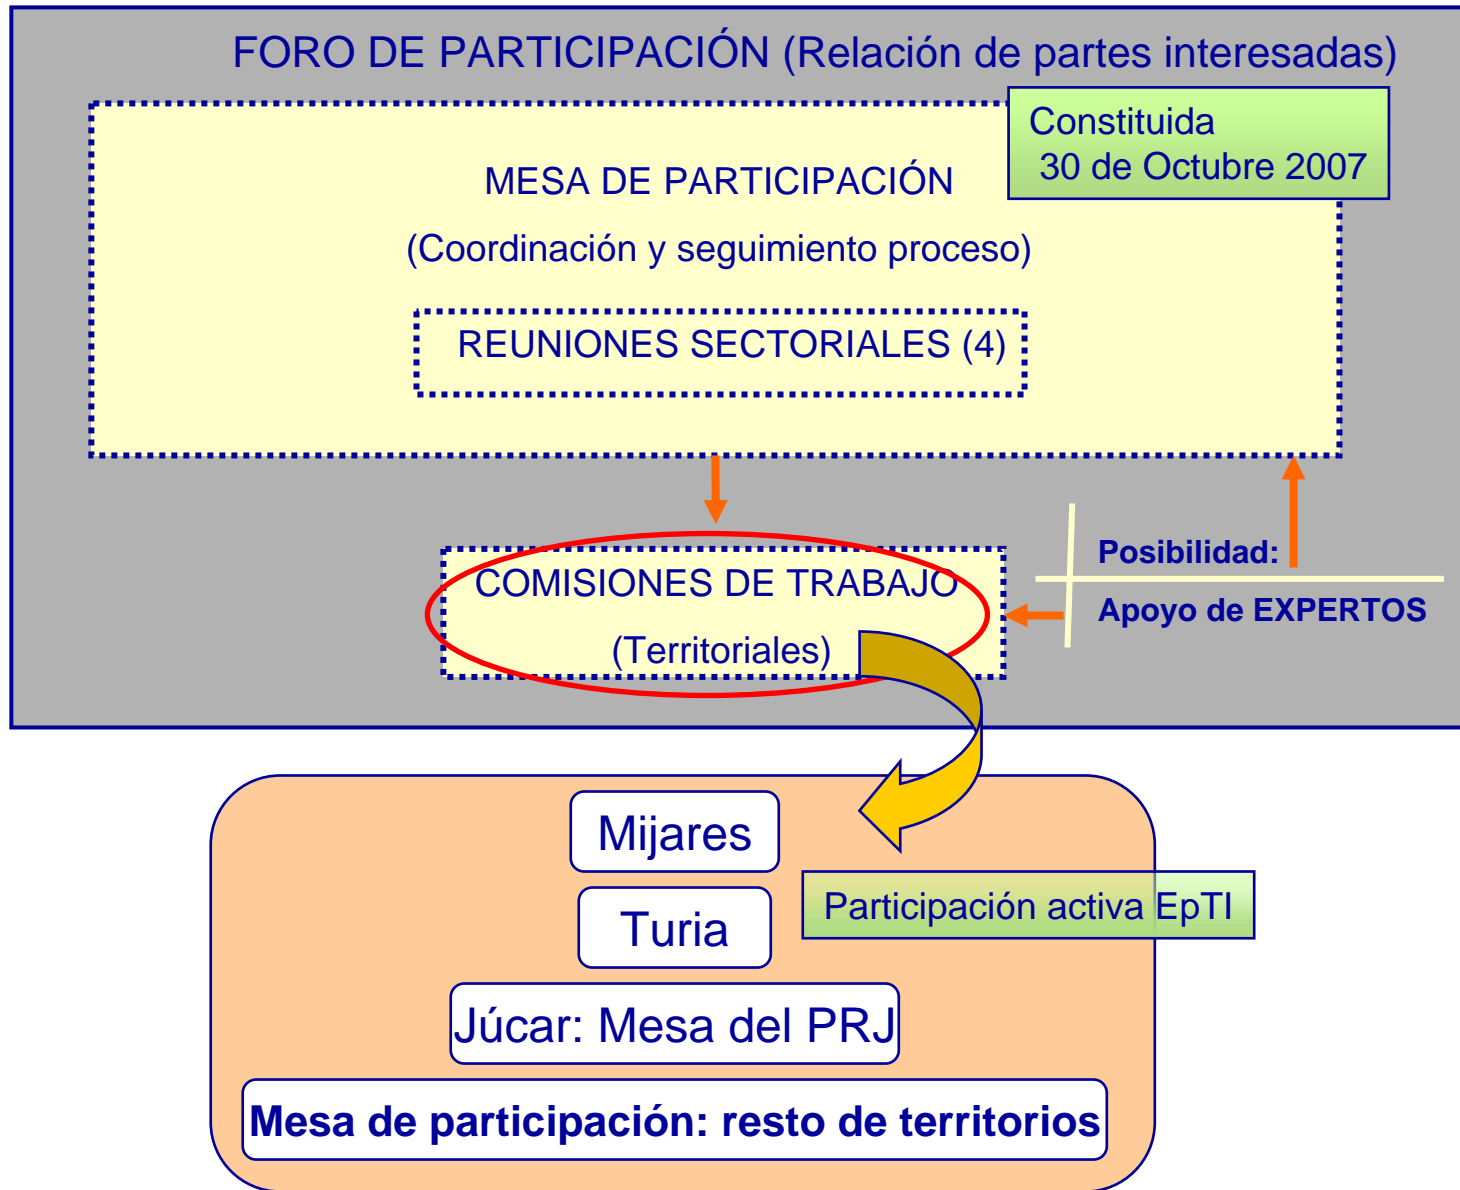 FORO DE PARTICIPACIÓN (Relación de partes interesadas)
Constituida
30 de Octubre 2007
MESA DE PARTICIPACIÓN
(Coordinación y seguimiento proceso)
REUNIONES SECTORIALES (4)
COMISIONES DE TRABAJO
(Territoriales)
Posibilidad:
Apoyo de EXPERTOS
Mijares
Participación activa EpTI
Turia
Júcar: Mesa del PRJ
Mesa de participación: resto de territorios